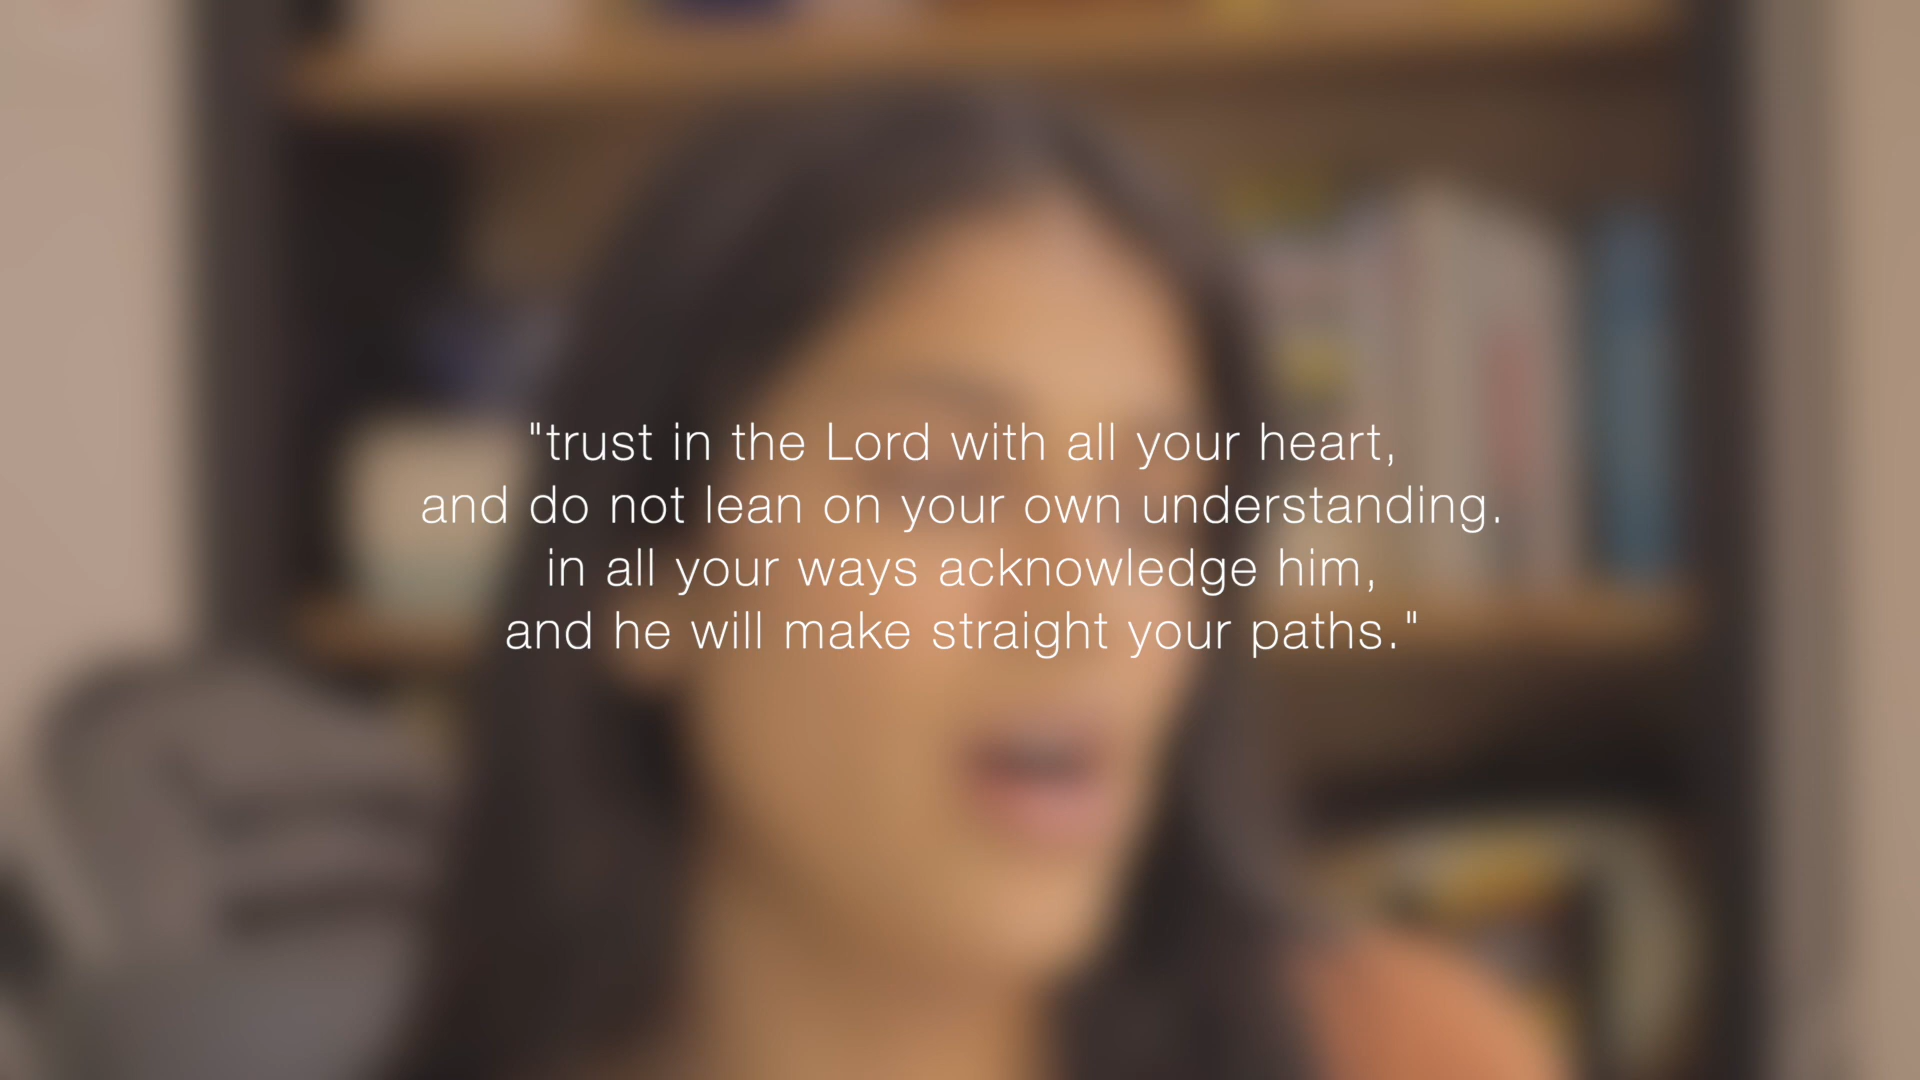 "trust in the Lord with all your heart,
and do not lean on your own understanding.
in all your ways acknowledge him,
and he will make straight your paths."